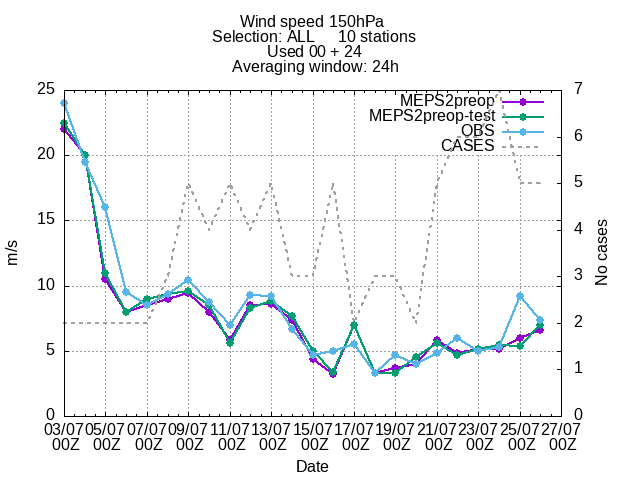 Wind speed 150hPa
Selection: ALL      10 stations
Used 00 + 24
Averaging window: 24h
25
20
15
10
5
0
7
6
5
4
3
2
1
0
MEPS2preop
MEPS2preop-test
OBS
CASES
m/s
No cases
03/07 05/07 07/07 09/07 11/07 13/07 15/07 17/07 19/07 21/07 23/07 25/07 27/07
00Z 00Z 00Z 00Z 00Z 00Z 00Z 00Z 00Z 00Z 00Z 00Z 00Z
Date